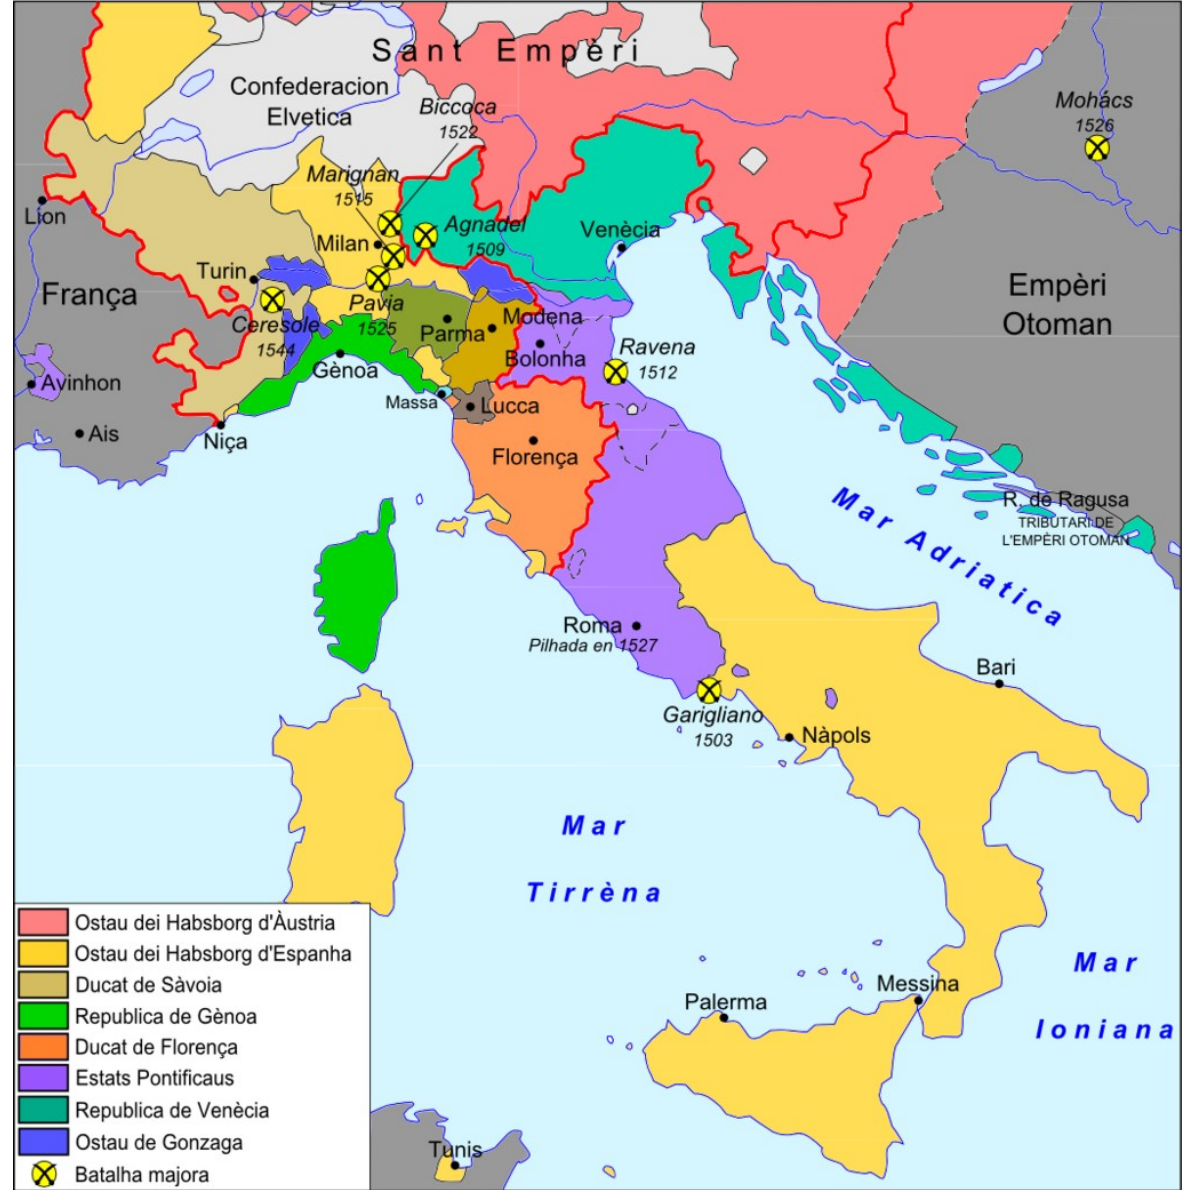 Sant Empèri
Confederacion
Elvetica
Biccoca
1522
Mohács
1526
Marignan
1515
Lion
Agnadel
1509
Venècia
Milan
Turin
França
Empèri
Otoman
Pavia
1525
Ceresole
1544
Parma
Modena
Bolonha
Ravena
1512
Gènoa
Avinhon
Massa
Lucca
Ais
Niça
Florença
R. de Ragusa
TRIBUTARI DE
L'EMPÈRI OTOMAN
Mar Adriatica
Roma
Pilhada en 1527
Bari
Garigliano
1503
Nàpols
Mar
Tirrèna
Mar
Ioniana
Messina
Palerma
Tunis
Ostau dei Habsborg d'Àustria
Ostau dei Habsborg d'Espanha
Ducat de Sàvoia
Republica de Gènoa
Ducat de Florença
Estats Pontificaus
Republica de Venècia
Ostau de Gonzaga
Batalha majora